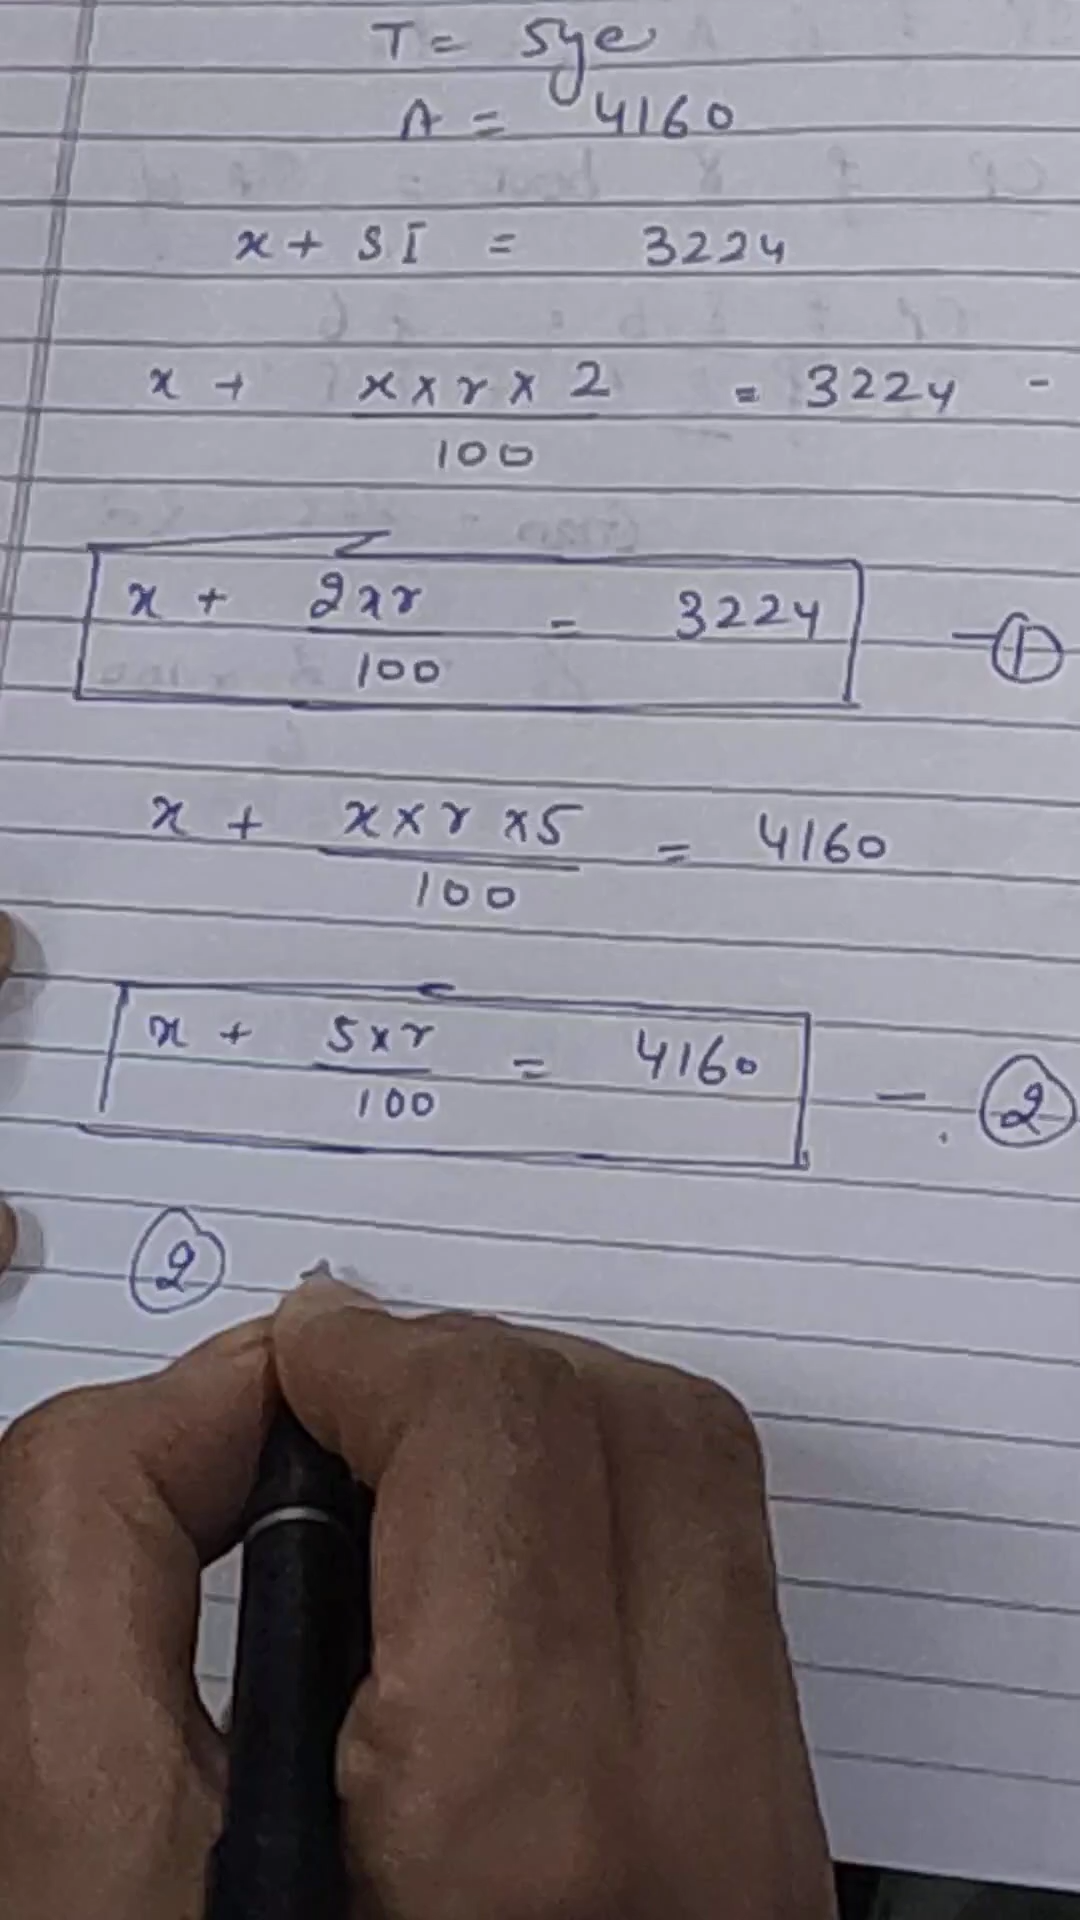 T = 5ye
A = 4160
x + SI = 3224
x + x × r × 2 / 100 = 3224 -
x + 2xr / 100 = 3224 — ①
x + x × r × 5 / 100 = 4160
x + 5xr / 100 = 4160 — ②
②